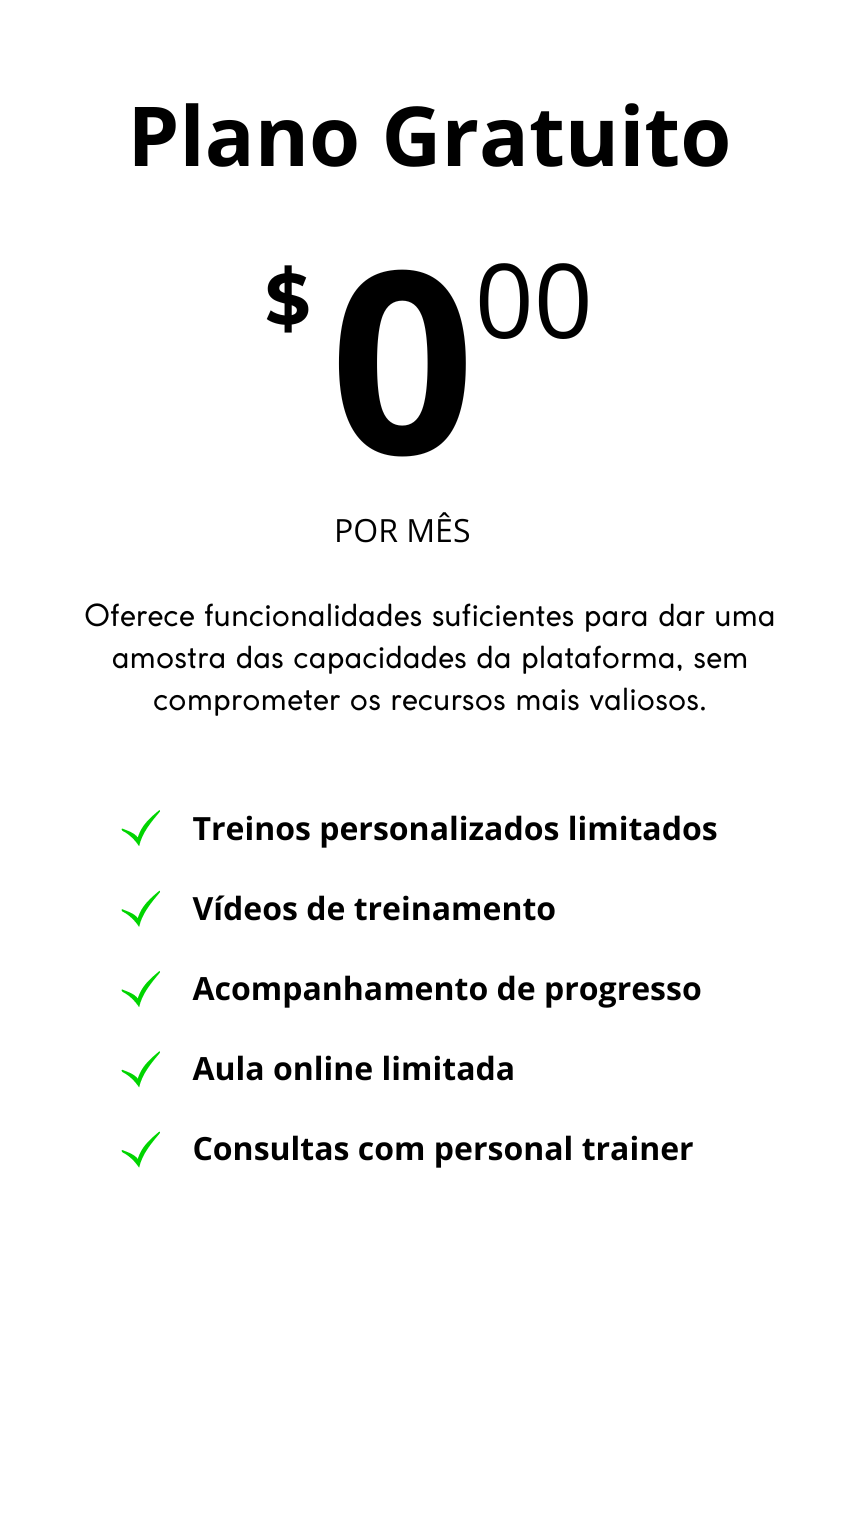 Plano Gratuito
$ 0 00
POR MÊS
Oferece funcionalidades suficientes para dar uma
amostra das capacidades da plataforma, sem
comprometer os recursos mais valiosos.
Treinos personalizados limitados
Vídeos de treinamento
Acompanhamento de progresso
Aula online limitada
Consultas com personal trainer